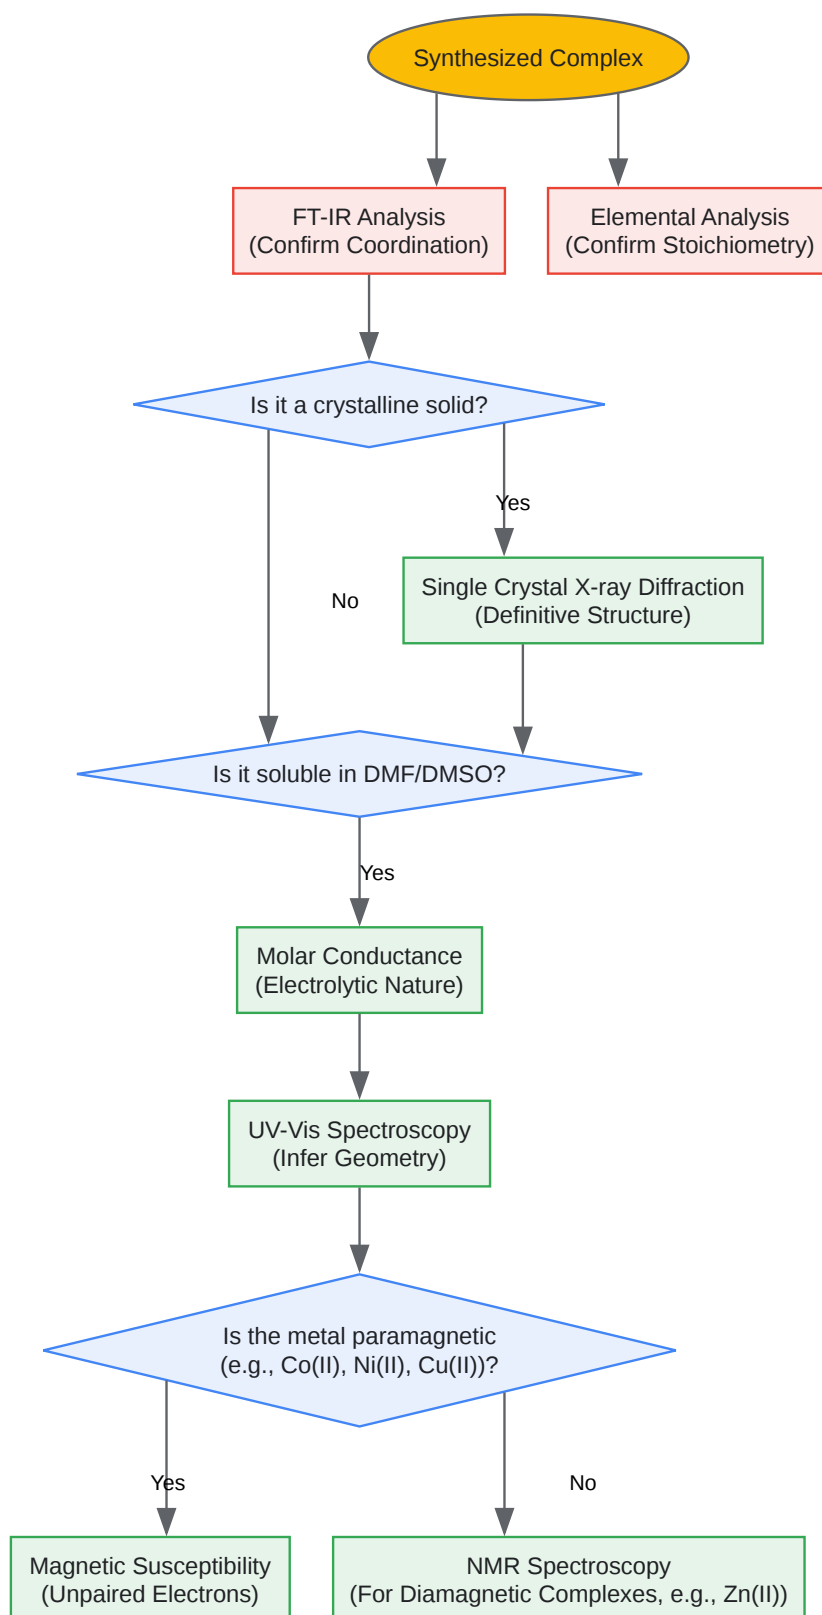 Synthesized Complex
FT-IR Analysis
(Confirm Coordination)
Elemental Analysis
(Confirm Stoichiometry)
Is it a crystalline solid?
Yes
Single Crystal X-ray Diffraction
(Definitive Structure)
No
Is it soluble in DMF/DMSO?
Yes
Molar Conductance
(Electrolytic Nature)
UV-Vis Spectroscopy
(Infer Geometry)
Is the metal paramagnetic
(e.g., Co(II), Ni(II), Cu(II))?
Yes
No
Magnetic Susceptibility
(Unpaired Electrons)
NMR Spectroscopy
(For Diamagnetic Complexes, e.g., Zn(II))